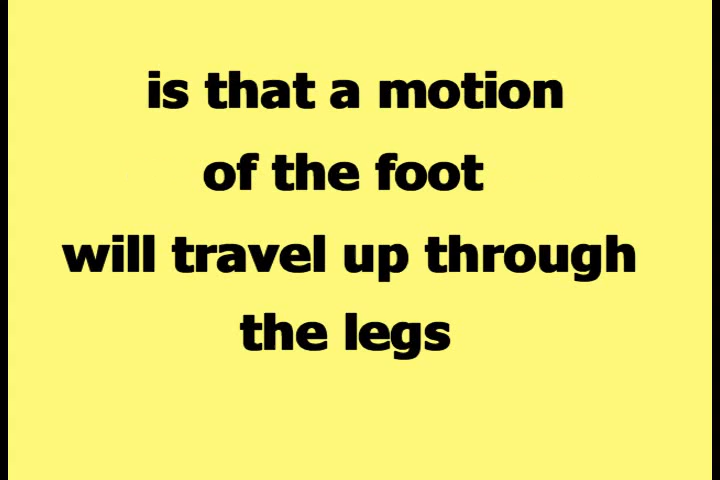 is that a motion
of the foot
will travel up through
the legs